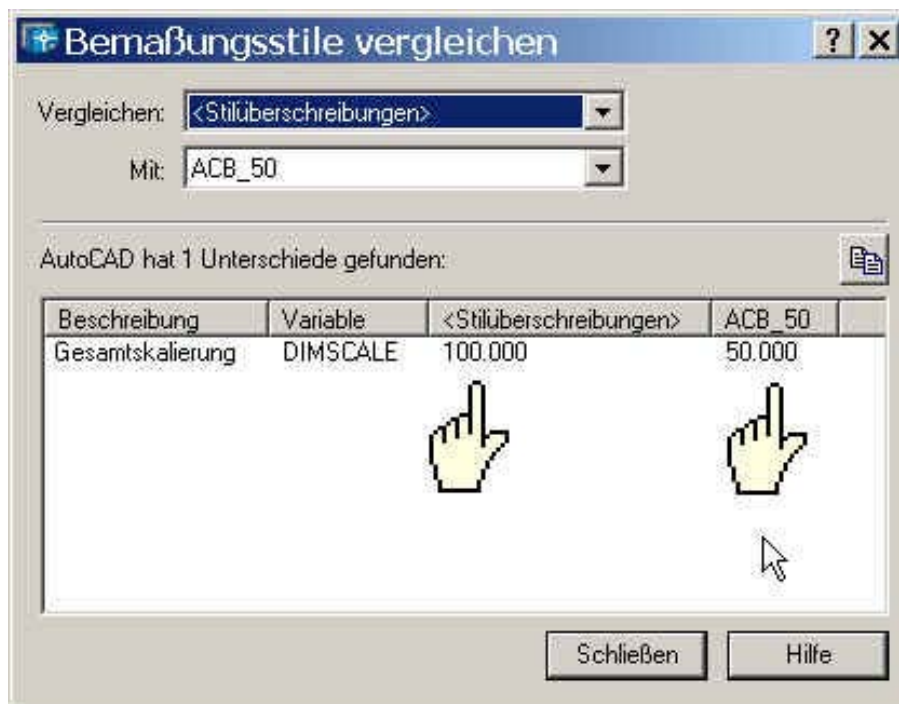 Bemaßungsstile vergleichen
Vergleichen: <Stilüberschreibungen>
Mit: ACB_50
AutoCAD hat 1 Unterschiede gefunden:
Beschreibung Variable <Stilüberschreibungen> ACB_50
Gesamtskalierung DIMSCALE 100.000 50.000
Schließen Hilfe